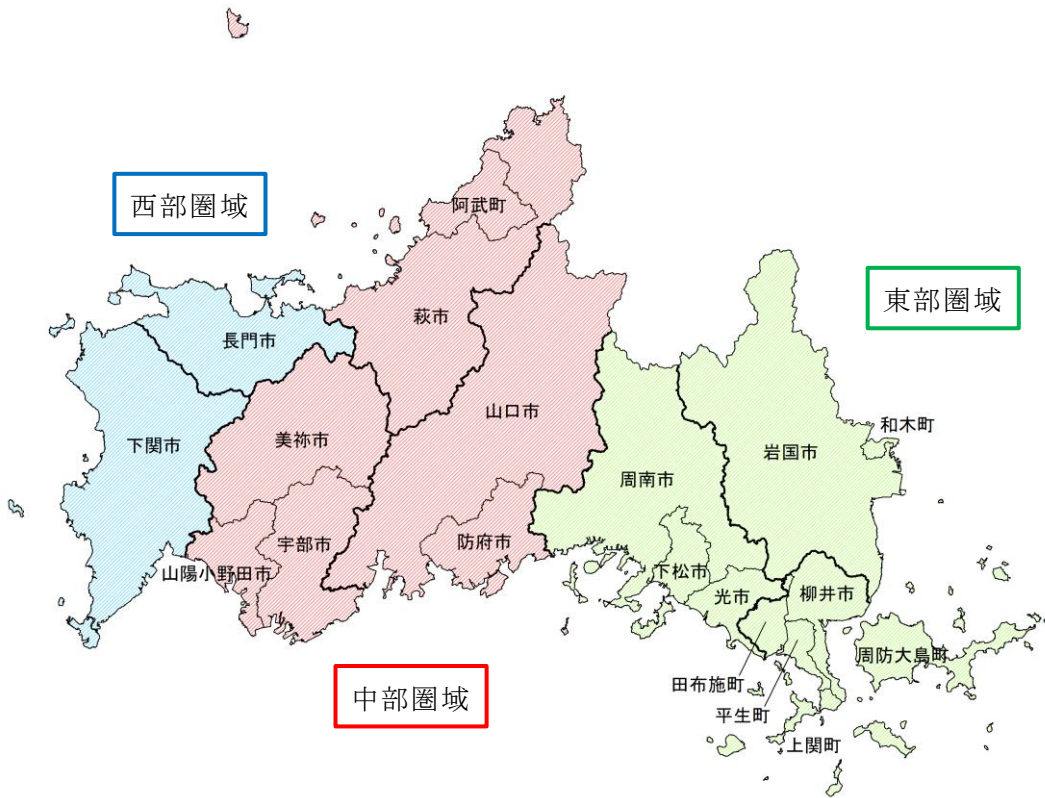 阿武町
西部圏域
東部圏域
萩市
長門市
山口市
和木町
美祢市
下関市
岩国市
周南市
宇部市
防府市
山陽小野田市
下松市
光市
柳井市
周防大島町
田布施町
中部圏域
平生町
上関町